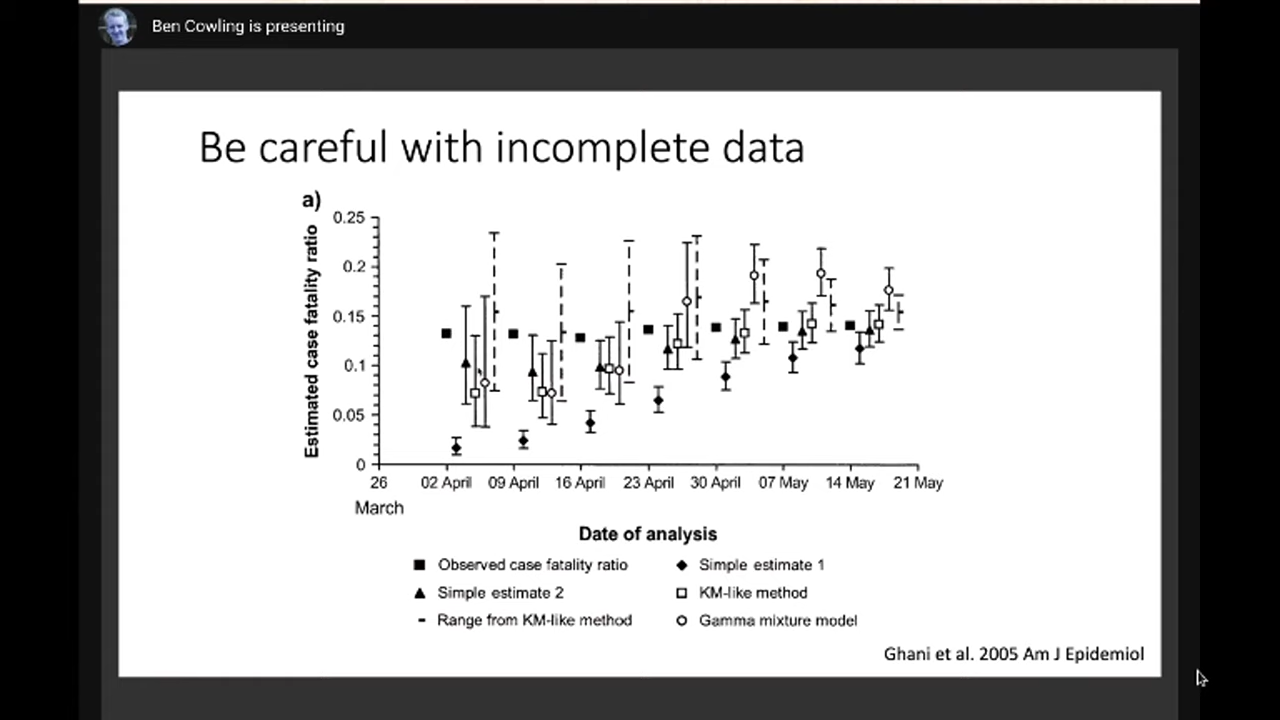 Ben Cowling is presenting
Be careful with incomplete data
a)
Estimated case fatality ratio
0.25
0.2
0.15
0.1
0.05
0
26 02 April 09 April 16 April 23 April 30 April 07 May 14 May 21 May
March
Date of analysis
Observed case fatality ratio Simple estimate 1
Simple estimate 2 KM-like method
Range from KM-like method Gamma mixture model
Ghani et al. 2005 Am J Epidemiol